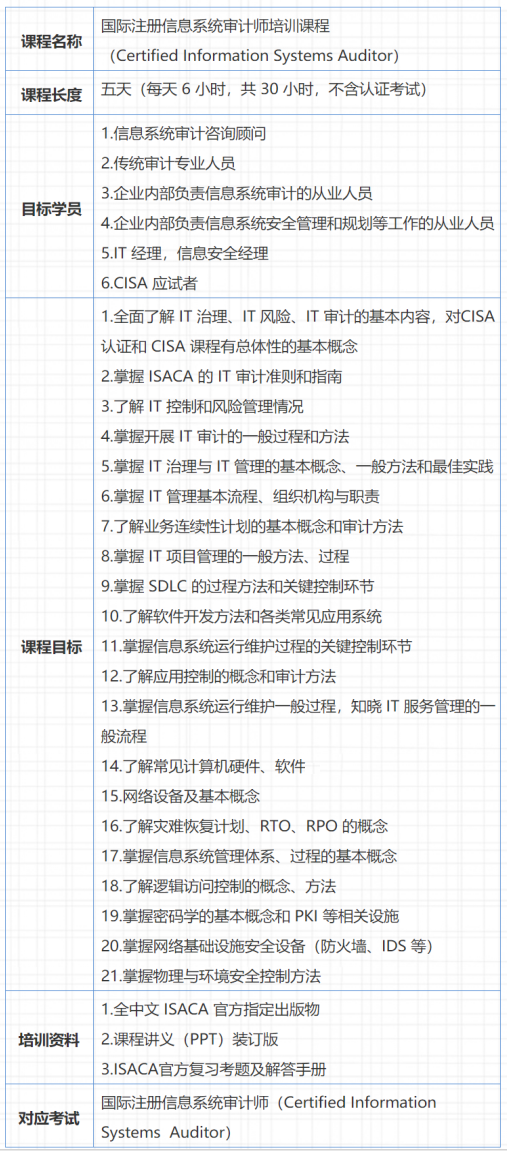 课程名称
国际注册信息系统审计师培训课程
（Certified Information Systems Auditor）
课程长度
五天（每天 6 小时，共 30 小时，不含认证考试）
目标学员
1.信息系统审计咨询顾问
2.传统审计专业人员
3.企业内部负责信息系统审计的从业人员
4.企业内部负责信息系统安全管理和规划等工作的从业人员
5.IT 经理，信息安全经理
6.CISA 应试者
课程目标
1.全面了解 IT 治理、IT 风险、IT 审计的基本内容，对CISA
认证和 CISA 课程有总体性的基本概念
2.掌握 ISACA 的 IT 审计准则和指南
3.了解 IT 控制和风险管理情况
4.掌握开展 IT 审计的一般过程和方法
5.掌握 IT 治理与 IT 管理的基本概念、一般方法和最佳实践
6.掌握 IT 管理基本流程、组织机构与职责
7.了解业务连续性计划的基本概念和审计方法
8.掌握 IT 项目管理的一般方法、过程
9.掌握 SDLC 的过程方法和关键控制环节
10.了解软件开发方法和各类常见应用系统
11.掌握信息系统运行维护过程的关键控制环节
12.了解应用控制的概念和审计方法
13.掌握信息系统运行维护一般过程，知晓 IT 服务管理的一
般流程
14.了解常见计算机硬件、软件
15.网络设备及基本概念
16.了解灾难恢复计划、RTO、RPO 的概念
17.掌握信息系统管理体系、过程的基本概念
18.了解逻辑访问控制的概念、方法
19.掌握密码学的基本概念和 PKI 等相关设施
20.掌握网络基础设施安全设备（防火墙、IDS 等）
21.掌握物理与环境安全控制方法
培训资料
1.全中文 ISACA 官方指定出版物
2.课程讲义（PPT）装订版
3.ISACA官方复习考题及解答手册
对应考试
国际注册信息系统审计师（Certified Information
Systems Auditor）